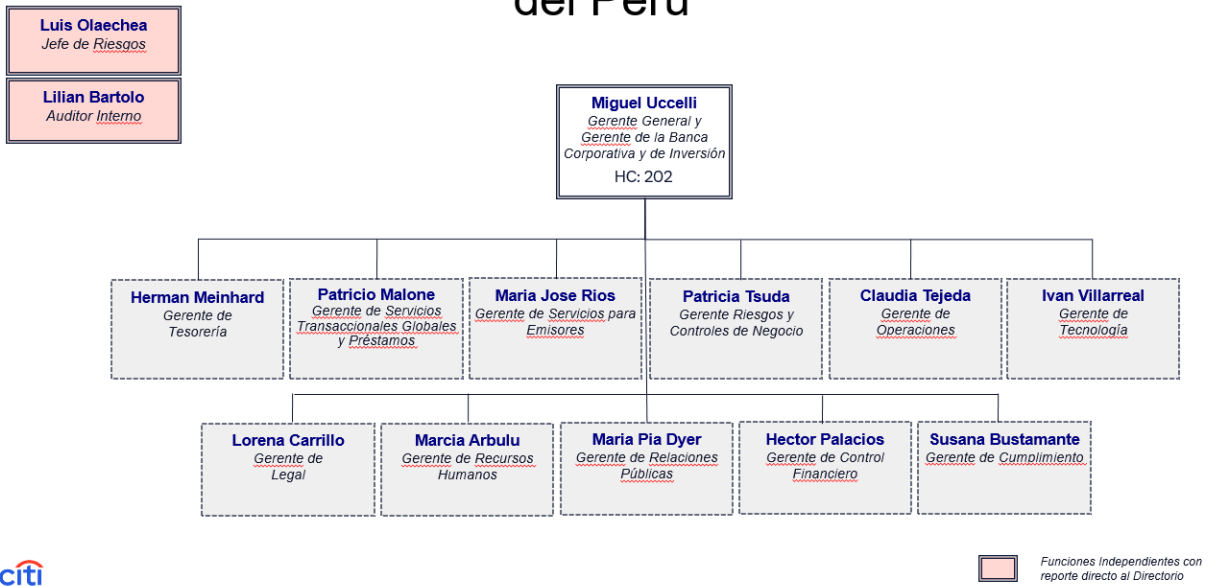 del Perú
Luis Olaechea
Jefe de Riesgos
Lilian Bartolo
Auditor Interno
Miguel Uccelli
Gerente General y
Gerente de la Banca
Corporativa y de Inversión
HC: 202
Herman Meinhard
Gerente de
Tesorería
Patricio Malone
Gerente de Servicios
Transaccionales Globales
y Préstamos
Maria Jose Rios
Gerente de Servicios para
Emisores
Patricia Tsuda
Gerente Riesgos y
Controles de Negocio
Claudia Tejeda
Gerente de
Operaciones
Ivan Villarreal
Gerente de
Tecnología
Lorena Carrillo
Gerente de
Legal
Marcia Arbulu
Gerente de Recursos
Humanos
Maria Pia Dyer
Gerente de Relaciones
Públicas
Hector Palacios
Gerente de Control
Financiero
Susana Bustamante
Gerente de Cumplimiento
citi
Funciones Independientes con
reporte directo al Directorio